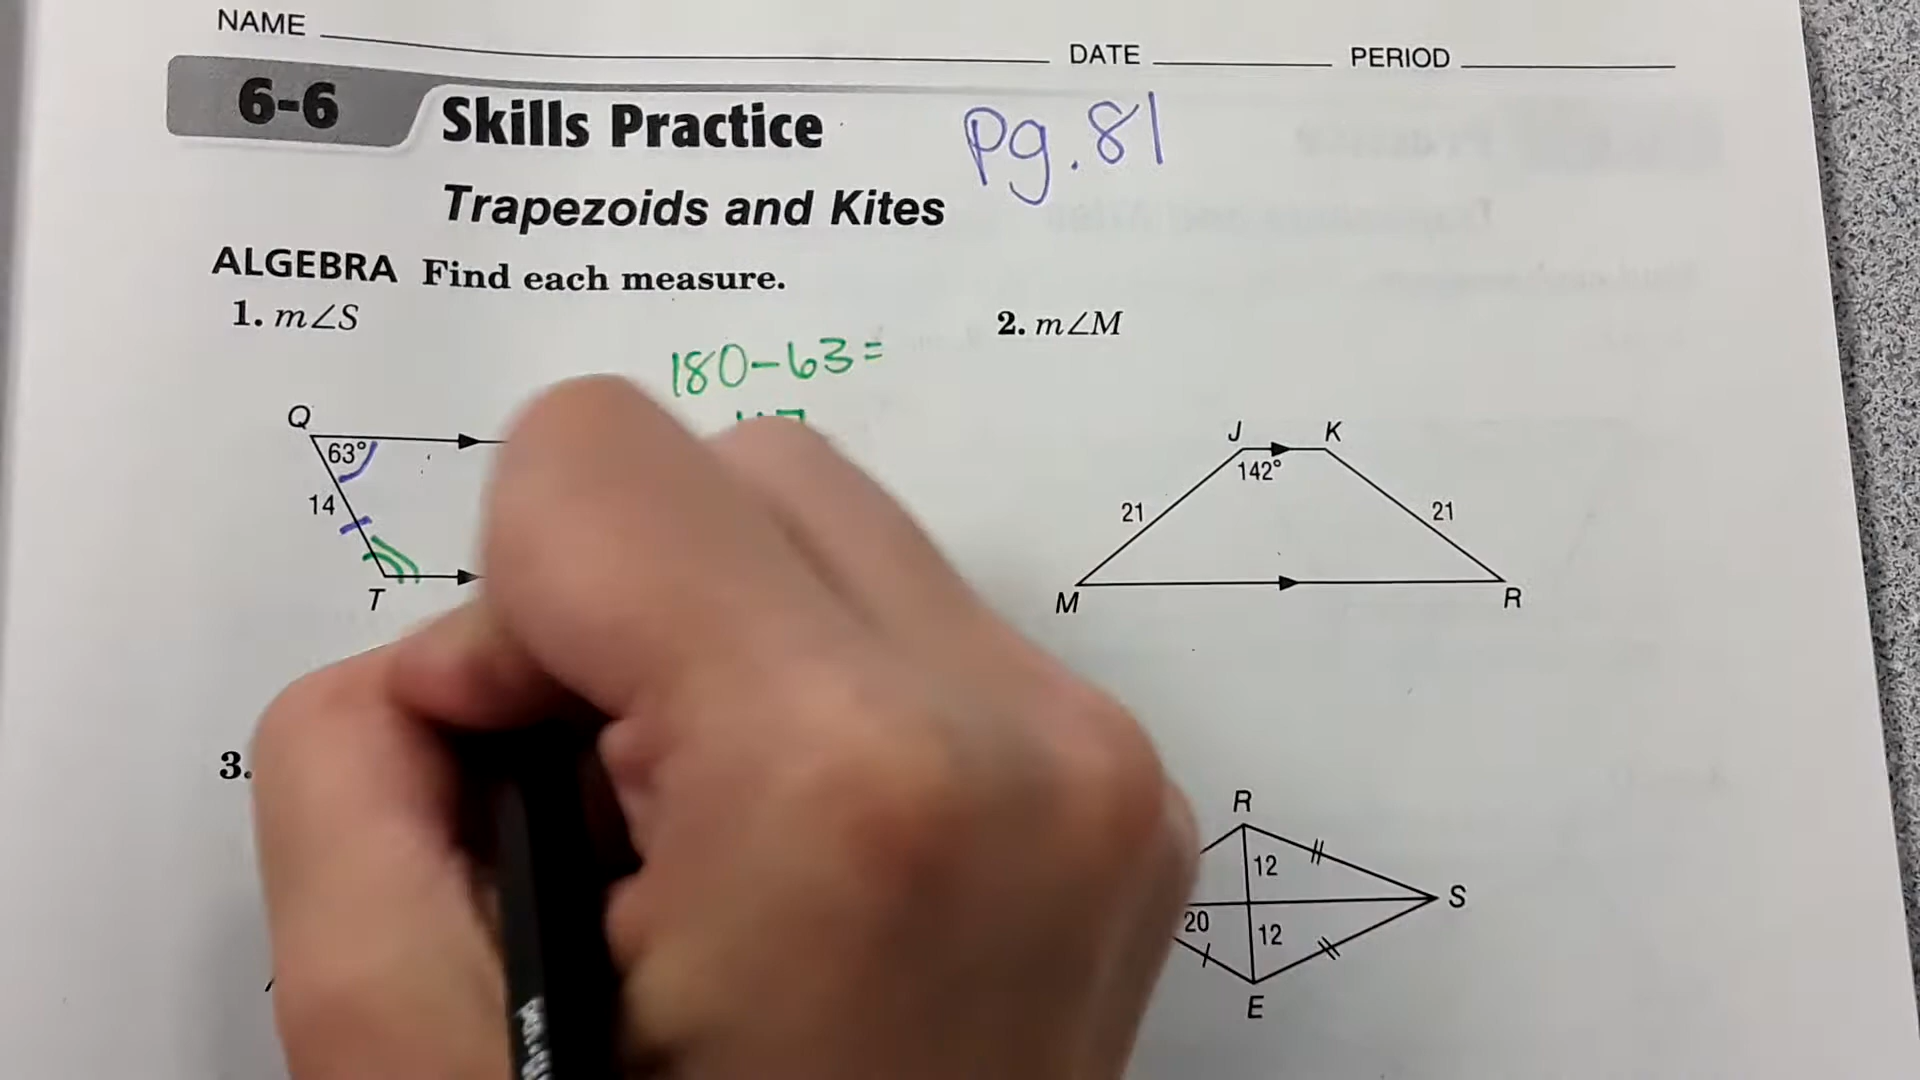 NAME
DATE
PERIOD
6-6
Skills Practice
pg.81
Trapezoids and Kites
ALGEBRA Find each measure.
1. m∠S
180-63=
Q
63°
14
T
2. m∠M
J
K
142°
21
21
M
R
3.
R
12
S
20
12
E